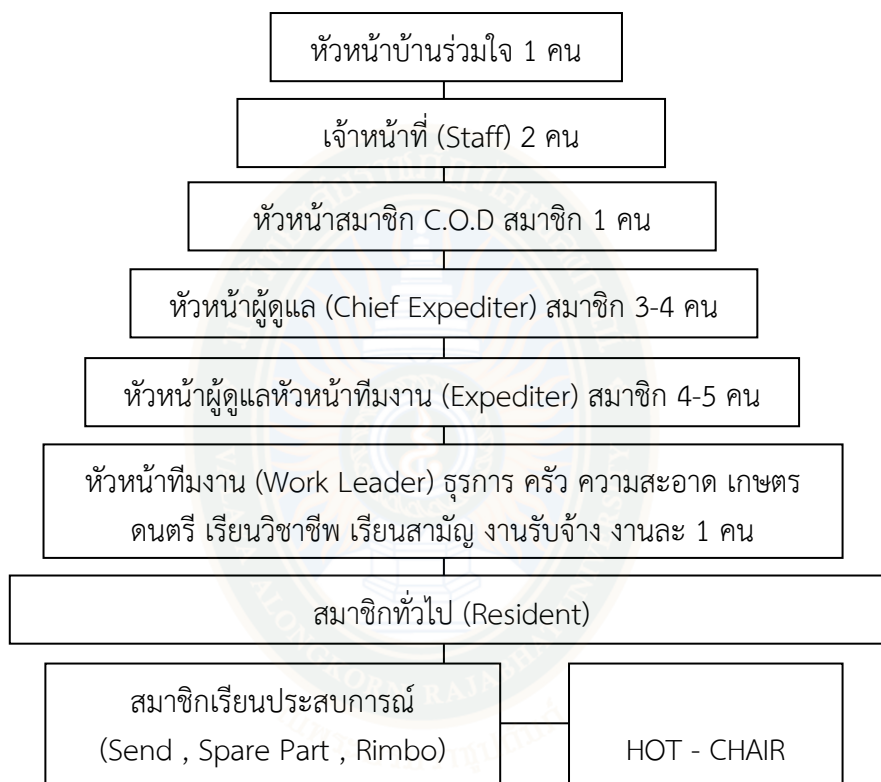 หัวหน้าบ้านร่วมใจ 1 คน
เจ้าหน้าที่ (Staff) 2 คน
หัวหน้าสมาชิก C.O.D สมาชิก 1 คน
หัวหน้าผู้ดูแล (Chief Expediter) สมาชิก 3-4 คน
หัวหน้าผู้ดูแลหัวหน้าทีมงาน (Expediter) สมาชิก 4-5 คน
หัวหน้าทีมงาน (Work Leader) ธุรการ ครัว ความสะอาด เกษตร
ดนตรี เรียนวิชาชีพ เรียนสามัญ งานรับจ้าง งานละ 1 คน
สมาชิกทั่วไป (Resident)
สมาชิกเรียนประสบการณ์
(Send , Spare Part , Rimbo)
HOT - CHAIR